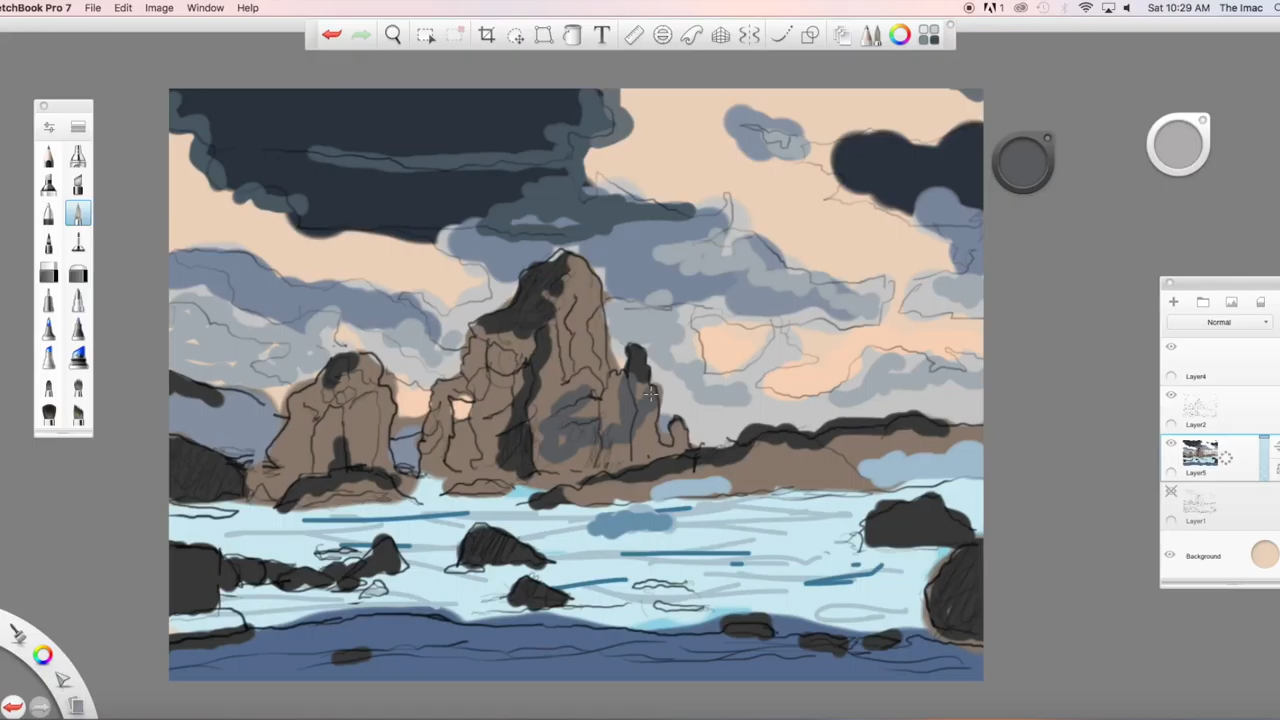 etchBook Pro 7 File Edit Image Window Help 1 Sat 10:29 AM The Imac
T
Normal
Layer4
Layer2
Layer5
Layer1
Background